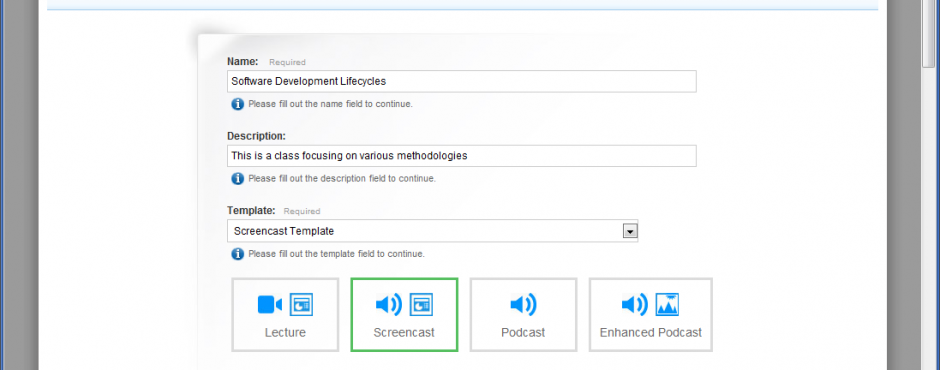 Name: Required
Software Development Lifecycles
Please fill out the name field to continue.
Description:
This is a class focusing on various methodologies
Please fill out the description field to continue.
Template: Required
Screencast Template
Please fill out the template field to continue.
Lecture Screencast Podcast Enhanced Podcast